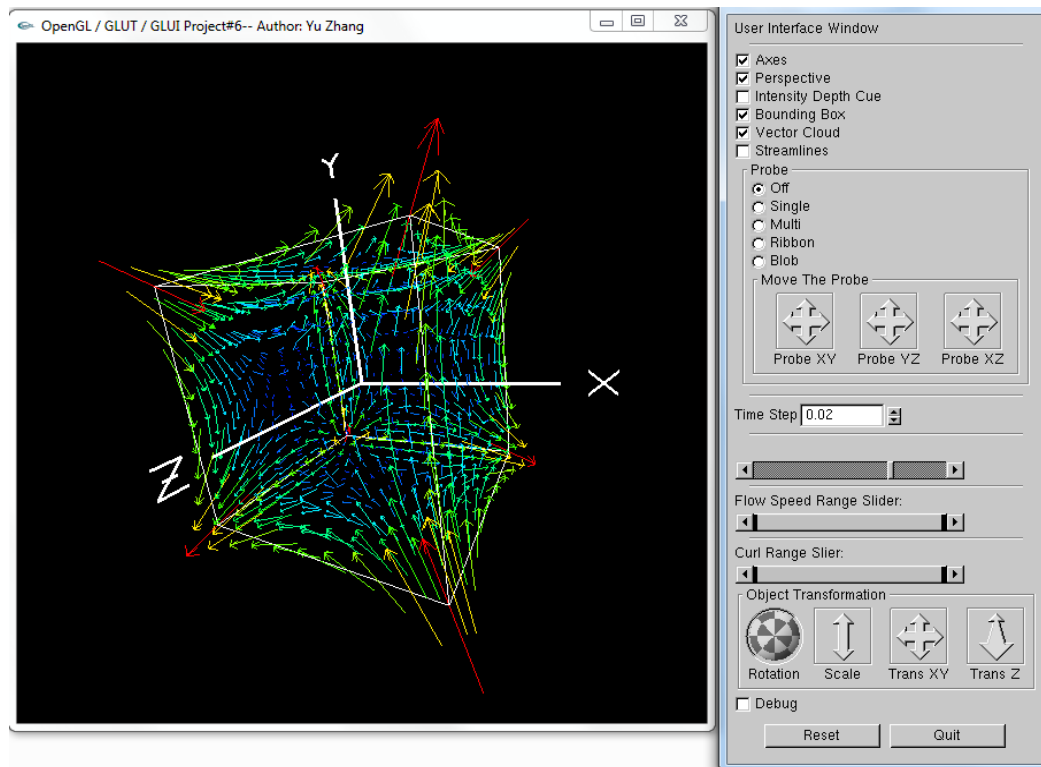 OpenGL / GLUT / GLUI Project#6-- Author: Yu Zhang
Y
X
Z
User Interface Window
Axes
Perspective
Intensity Depth Cue
Bounding Box
Vector Cloud
Streamlines
Probe
Off
Single
Multi
Ribbon
Blob
Move The Probe
Probe XY Probe YZ Probe XZ
Time Step 0.02
Flow Speed Range Slider:
Curl Range Slier:
Object Transformation
Rotation Scale Trans XY Trans Z
Debug
Reset Quit